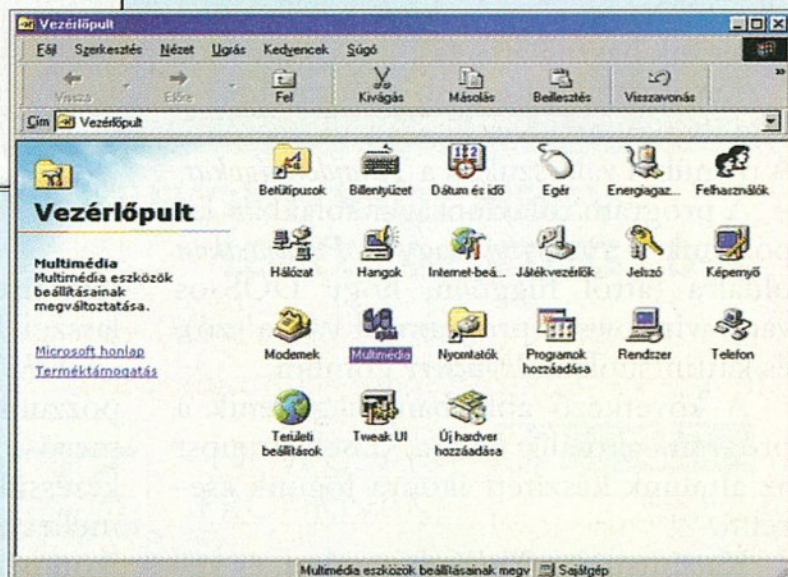 Vezérlőpult
Fájl Szerkesztés Nézet Ugrás Kedvencek Súgó
Vissza Előre Fel Kivágás Másolás Beillesztés Visszavonás »
Cím Vezérlőpult
Vezérlőpult
Multimédia
Multimédia eszközök
beállításainak
megváltoztatása.
Microsoft honlap
Terméktámogatás
Betűtípusok Billentyűzet Dátum és idő Egér Energiagaz... Felhasználók
Hálózat Hangok Internet-beá... Játékvezérlők Jelszó Képernyő
Modemek Multimédia Nyomtatók Programok Rendszer Telefon
hozzáadása
Területi Tweak UI Új hardver
beállítások hozzáadása
Multimédia eszközök beállításainak megv Sajátgép